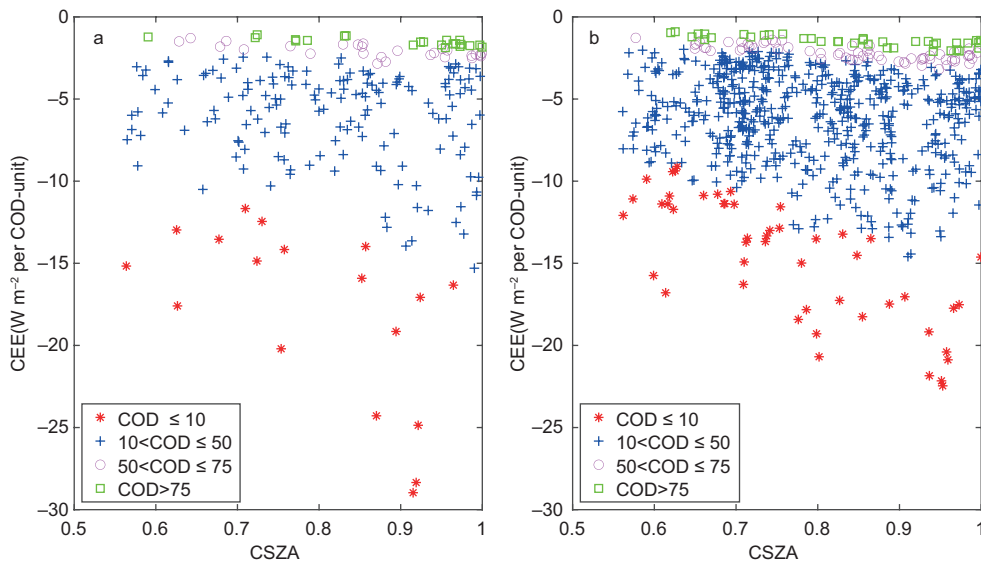 0
−5
−10
−15
−20
−25
−30
CEE(W m⁻² per COD-unit)
a
COD ≤ 10
10<COD ≤ 50
50<COD ≤ 75
COD>75
0.5 0.6 0.7 0.8 0.9 1
CSZA
0
−5
−10
−15
−20
−25
−30
CEE(W m⁻² per COD-unit)
b
COD ≤ 10
10<COD ≤ 50
50<COD ≤ 75
COD>75
0.5 0.6 0.7 0.8 0.9 1
CSZA